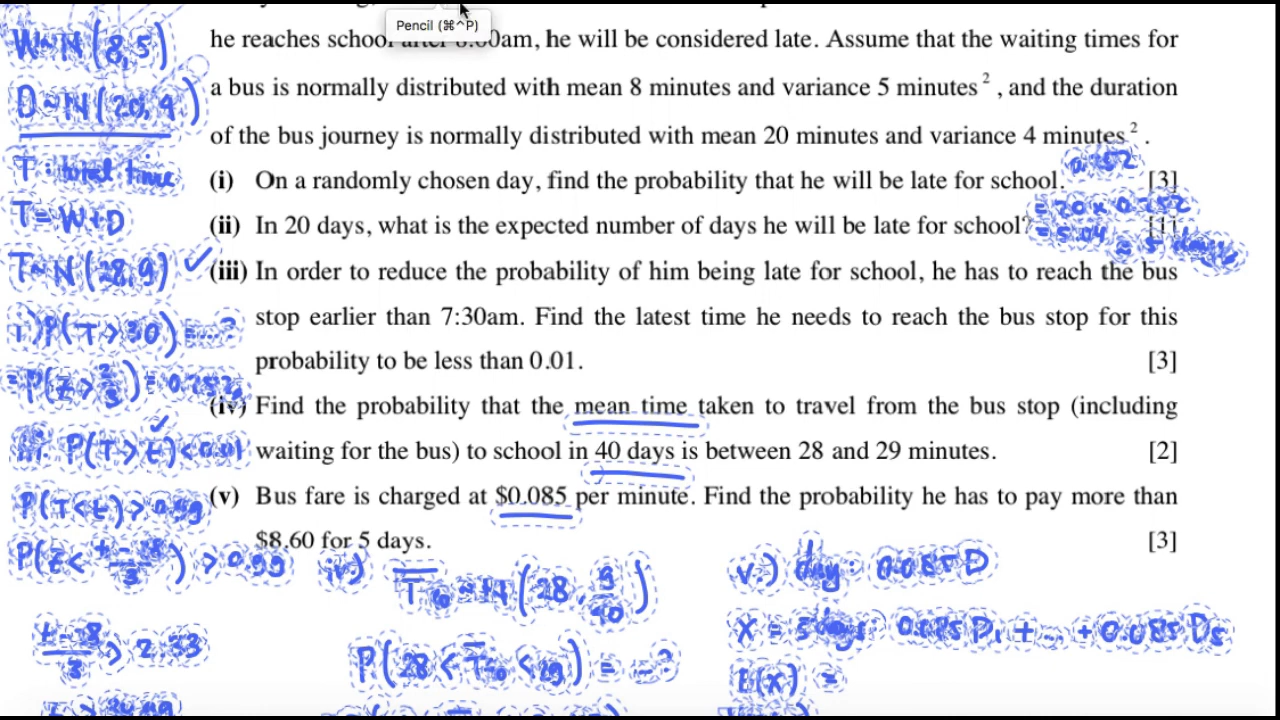 Pencil (⌘^P)
he reaches school after 8:00am, he will be considered late. Assume that the waiting times for
a bus is normally distributed with mean 8 minutes and variance 5 minutes², and the duration
of the bus journey is normally distributed with mean 20 minutes and variance 4 minutes².
(i) On a randomly chosen day, find the probability that he will be late for school. [3]
(ii) In 20 days, what is the expected number of days he will be late for school? [1]
(iii) In order to reduce the probability of him being late for school, he has to reach the bus
stop earlier than 7:30am. Find the latest time he needs to reach the bus stop for this
probability to be less than 0.01. [3]
(iv) Find the probability that the mean time taken to travel from the bus stop (including
waiting for the bus) to school in 40 days is between 28 and 29 minutes. [2]
(v) Bus fare is charged at $0.085 per minute. Find the probability he has to pay more than
$8.60 for 5 days. [3]
W~N(8,5)
D~N(20,4)
T: total time
T=W+D
T~N(28,9) ✓
i) P(T>30) = ...?
= P(Z > 2/3) = 0.252
iii. P(T>t)<0.01
P(T<t)>0.99
P(Z< (t-28)/3) > 0.99
(t-28)/3 > 2.33
= 20 x 0.252
= 5.04 ≈ 5 days
iv.) T̄40 ~ N(28, 9/40)
P(28 < T̄40 < 29) = ...?
v.) day: 0.085D
X = 5 days: 0.085 D1 + ... + 0.085 D5
E(X) =